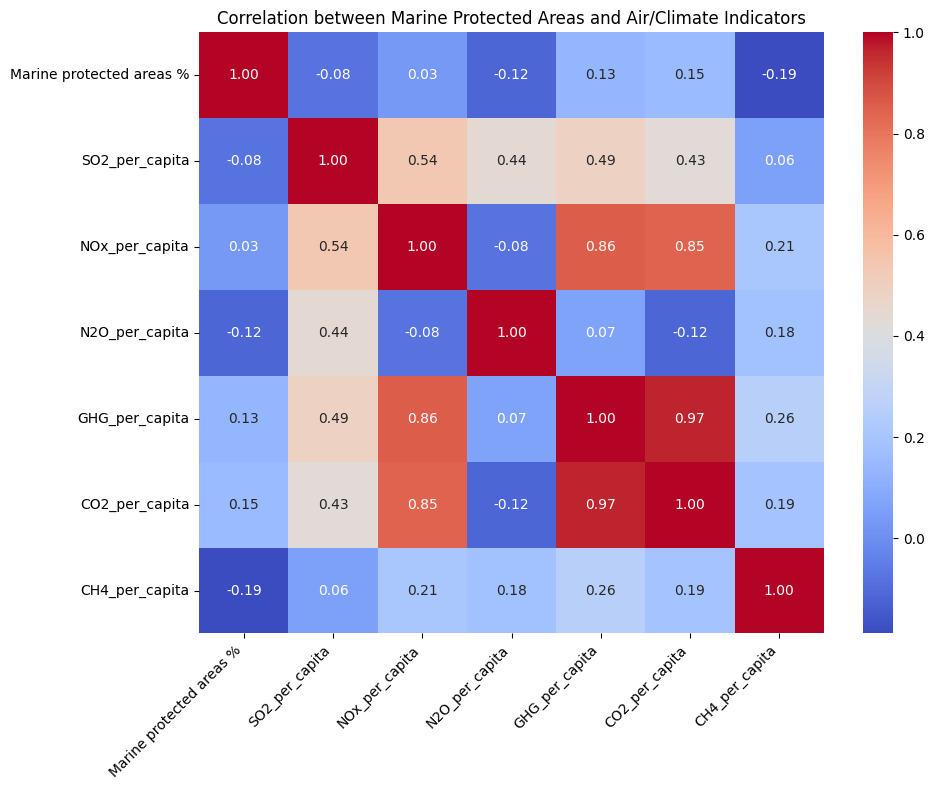 Correlation between Marine Protected Areas and Air/Climate Indicators
Marine protected areas % 1.00 -0.08 0.03 -0.12 0.13 0.15 -0.19
SO2_per_capita -0.08 1.00 0.54 0.44 0.49 0.43 0.06
NOx_per_capita 0.03 0.54 1.00 -0.08 0.86 0.85 0.21
N2O_per_capita -0.12 0.44 -0.08 1.00 0.07 -0.12 0.18
GHG_per_capita 0.13 0.49 0.86 0.07 1.00 0.97 0.26
CO2_per_capita 0.15 0.43 0.85 -0.12 0.97 1.00 0.19
CH4_per_capita -0.19 0.06 0.21 0.18 0.26 0.19 1.00
Marine protected areas %
SO2_per_capita
NOx_per_capita
N2O_per_capita
GHG_per_capita
CO2_per_capita
CH4_per_capita
1.0
0.8
0.6
0.4
0.2
0.0